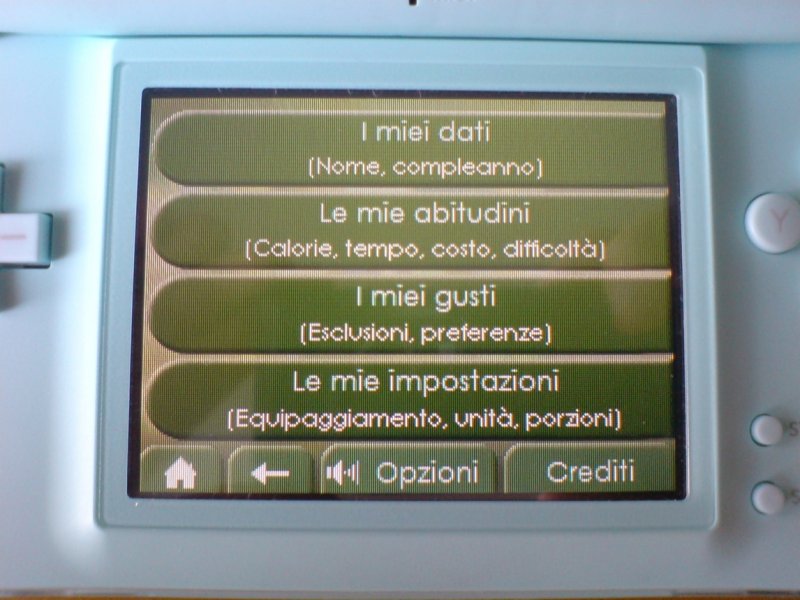 I miei dati
(Nome, compleanno)
Le mie abitudini
(Calorie, tempo, costo, difficoltà)
I miei gusti
(Esclusioni, preferenze)
Le mie impostazioni
(Equipaggiamento, unità, porzioni)
Opzioni
Crediti
Y